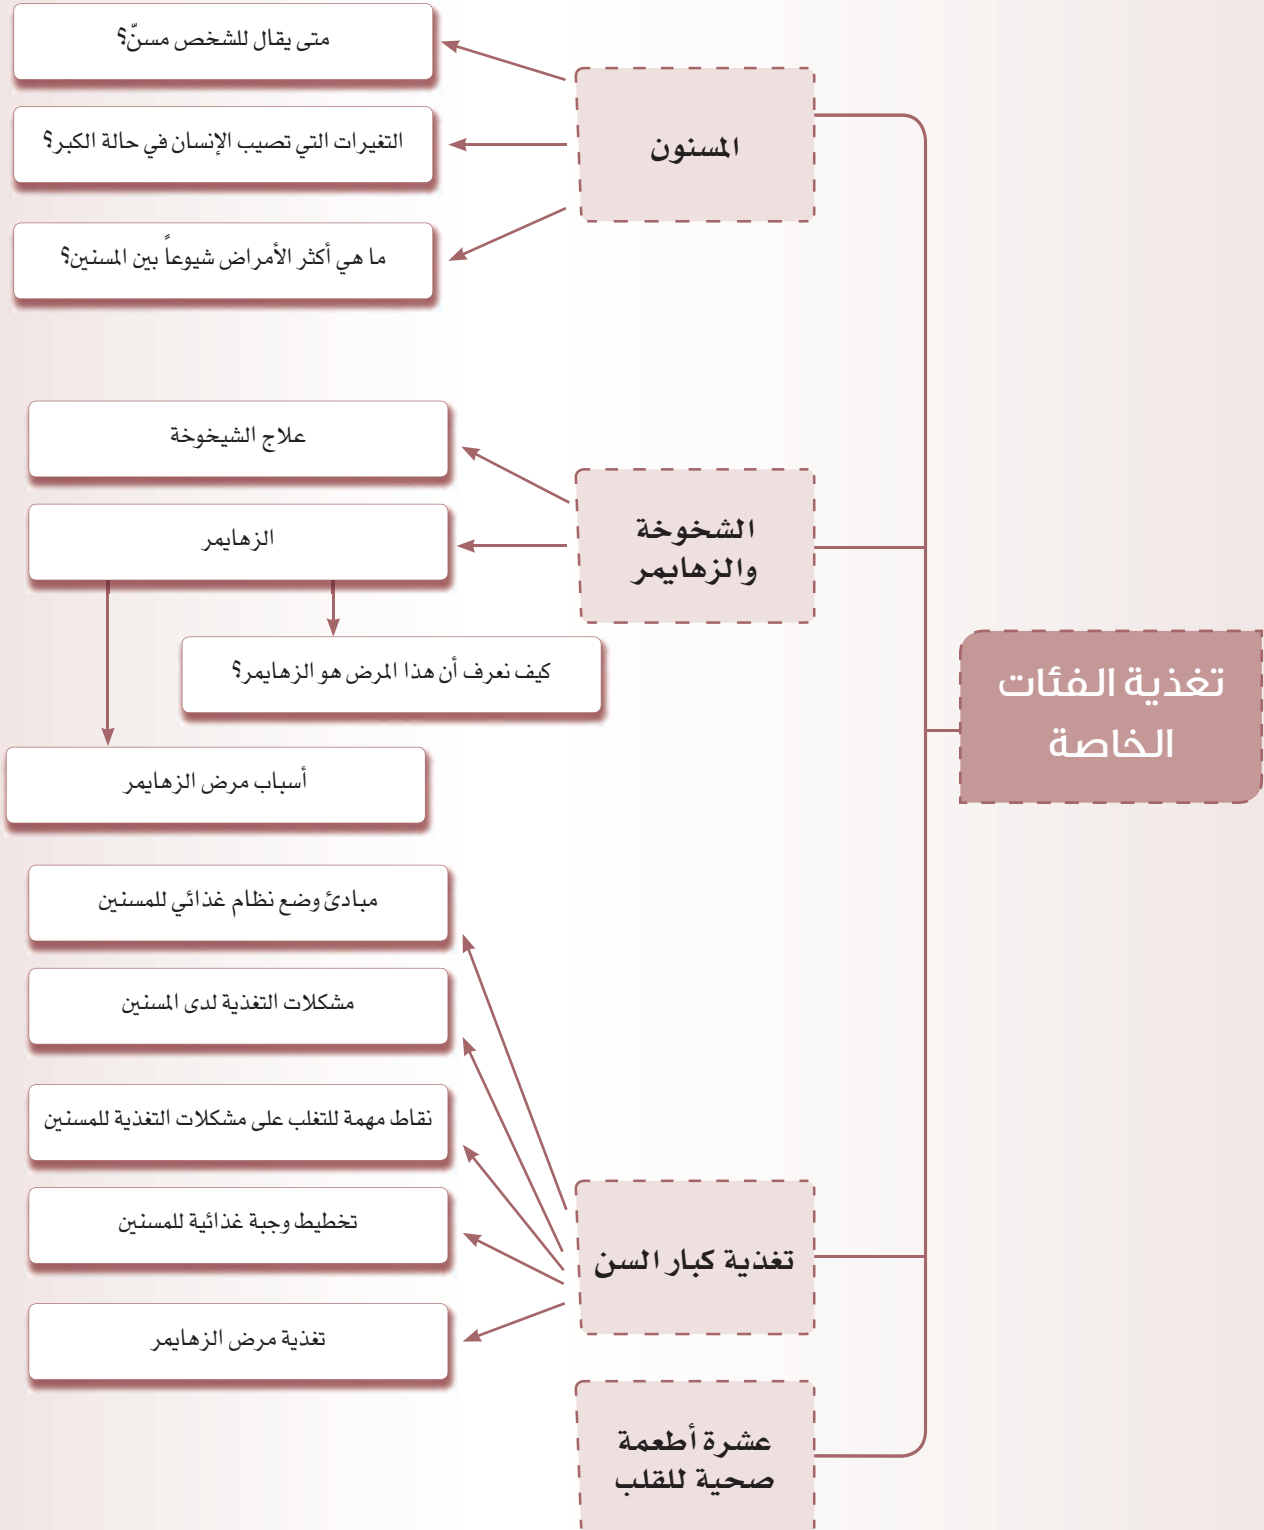 تغذية الفئات
الخاصة
المسنون
متى يقال للشخص مسنّ؟
التغيرات التي تصيب الإنسان في حالة الكبر؟
ما هي أكثر الأمراض شيوعاً بين المسنين؟
الشخوخة
والزهايمر
علاج الشيخوخة
الزهايمر
كيف نعرف أن هذا المرض هو الزهايمر؟
أسباب مرض الزهايمر
تغذية كبار السن
مبادئ وضع نظام غذائي للمسنين
مشكلات التغذية لدى المسنين
نقاط مهمة للتغلب على مشكلات التغذية للمسنين
تخطيط وجبة غذائية للمسنين
تغذية مرض الزهايمر
عشرة أطعمة
صحية للقلب